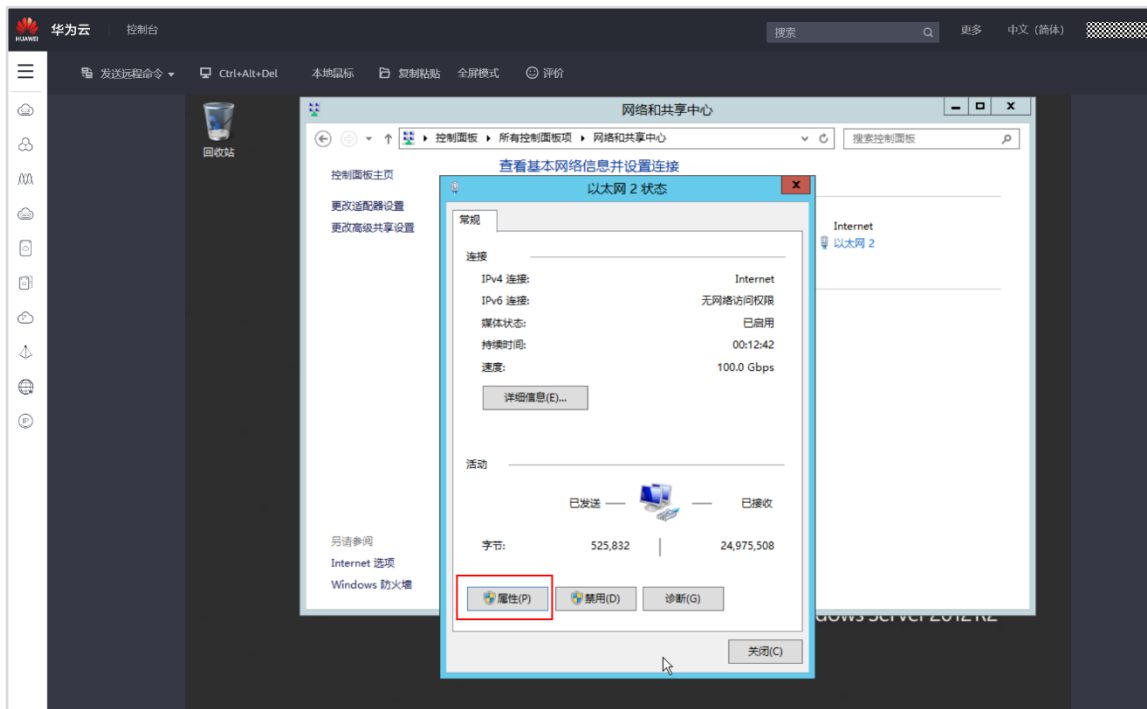 HUAWEI 华为云 控制台 搜索 更多 中文 (简体)
发送远程命令 Ctrl+Alt+Del 本地鼠标 复制粘贴 全屏模式 评价
回收站
网络和共享中心
控制面板 所有控制面板项 网络和共享中心 搜索控制面板
控制面板主页
更改适配器设置
更改高级共享设置
查看基本网络信息并设置连接
Internet
以太网 2
以太网 2 状态
常规
连接
IPv4 连接: Internet
IPv6 连接: 无网络访问权限
媒体状态: 已启用
持续时间: 00:12:42
速度: 100.0 Gbps
详细信息(E)...
活动
已发送 已接收
字节: 525,832 24,975,508
属性(P) 禁用(D) 诊断(G)
关闭(C)
另请参阅
Internet 选项
Windows 防火墙
IP